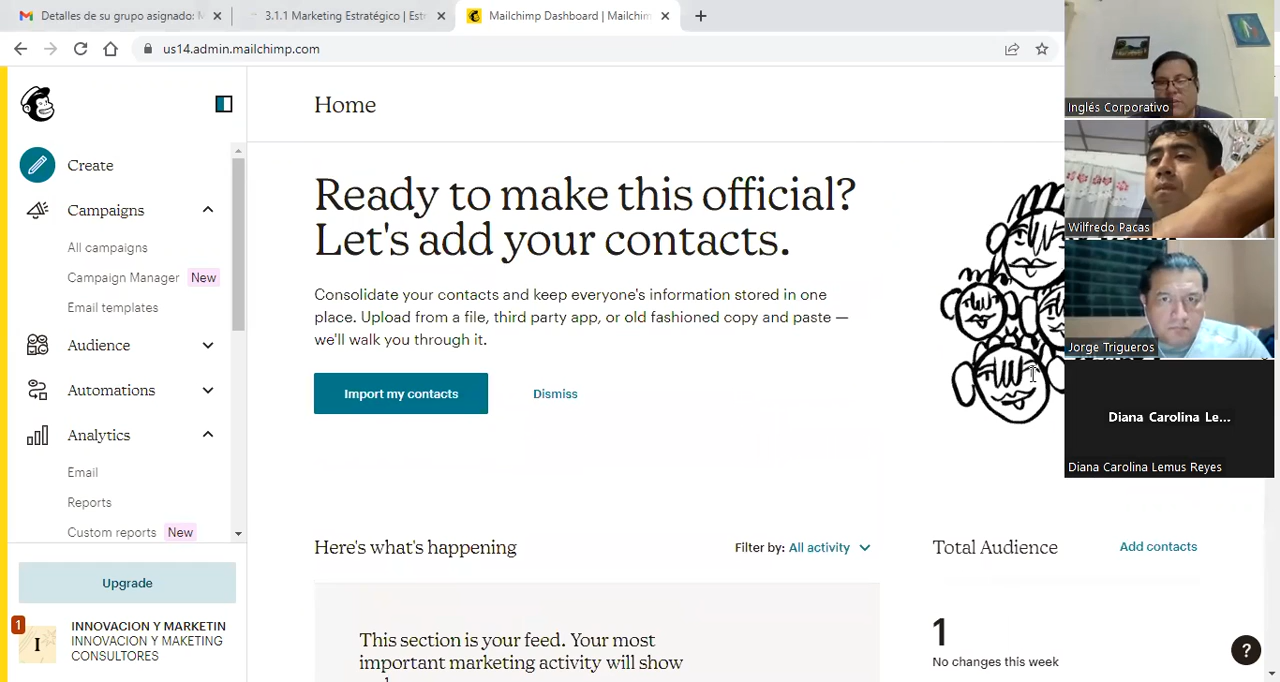 Detalles de su grupo asignado: M
3.1.1 Marketing Estratégico | Estr
Mailchimp Dashboard | Mailchim
us14.admin.mailchimp.com
Home
Create
Campaigns
All campaigns
Campaign Manager New
Email templates
Audience
Automations
Analytics
Email
Reports
Custom reports New
Upgrade
1
I
INNOVACION Y MARKETIN
INNOVACION Y MAKETING
CONSULTORES
Ready to make this official?
Let's add your contacts.
Consolidate your contacts and keep everyone's information stored in one
place. Upload from a file, third party app, or old fashioned copy and paste —
we'll walk you through it.
Import my contacts
Dismiss
Here's what's happening
Filter by: All activity
This section is your feed. Your most
important marketing activity will show
Total Audience
Add contacts
1
No changes this week
?
Inglés Corporativo
Wilfredo Pacas
Jorge Trigueros
Diana Carolina Le...
Diana Carolina Lemus Reyes